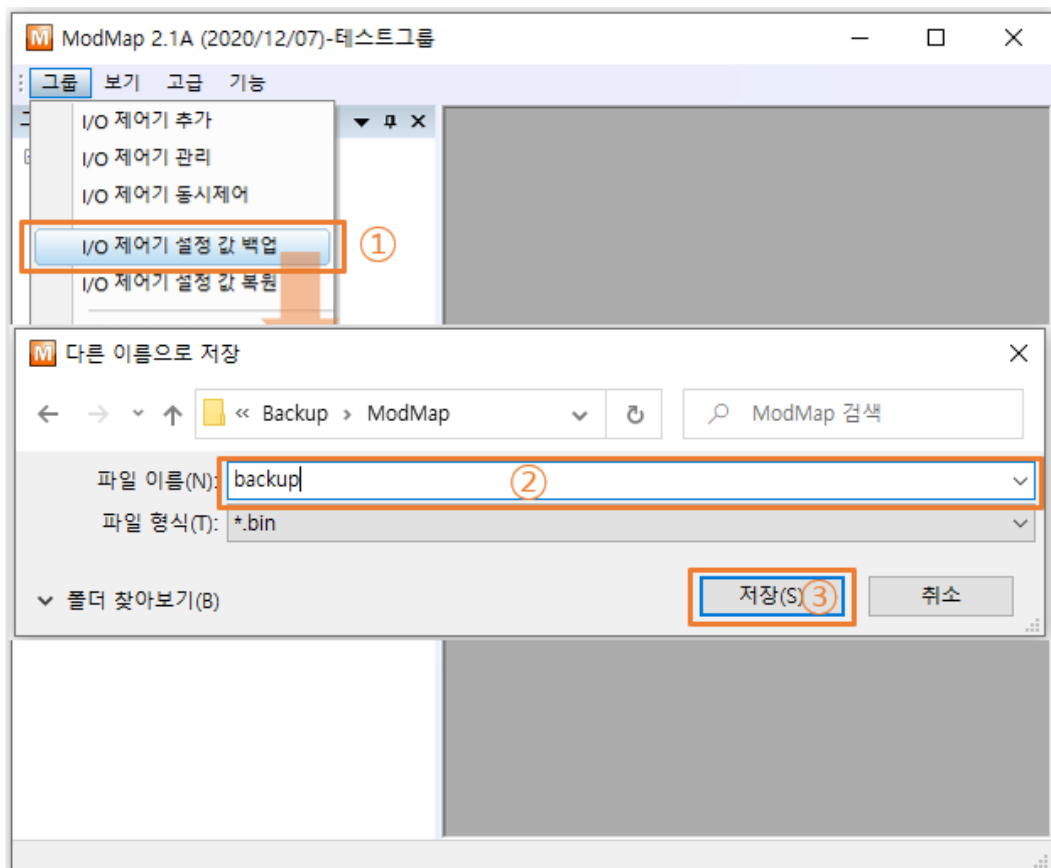 ModMap 2.1A (2020/12/07)-테스트그룹
그룹 보기 고급 기능
I/O 제어기 추가
I/O 제어기 관리
I/O 제어기 동시제어
I/O 제어기 설정 값 백업 ①
I/O 제어기 설정 값 복원
다른 이름으로 저장
« Backup › ModMap ModMap 검색
파일 이름(N): backup ②
파일 형식(T): *.bin
폴더 찾아보기(B) 저장(S) ③ 취소